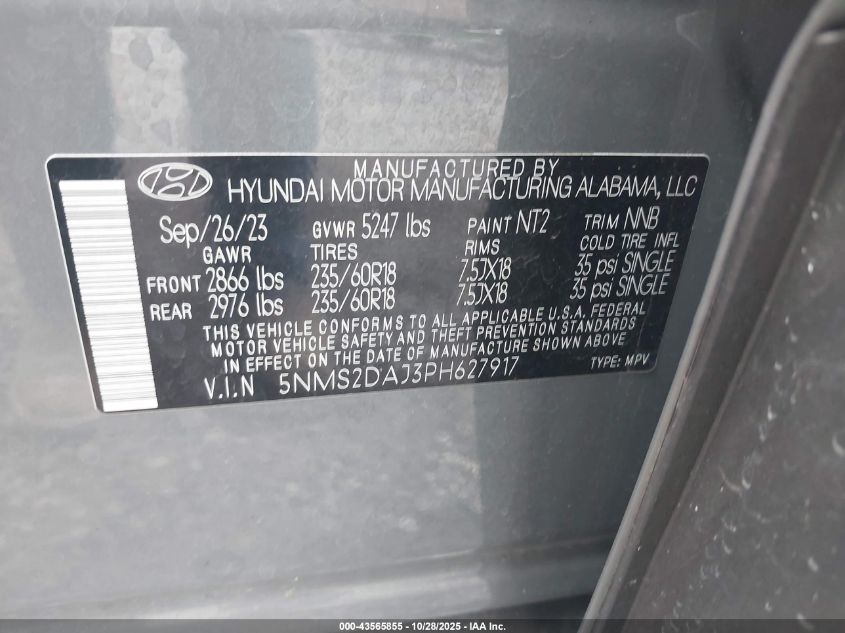 MANUFACTURED BY
HYUNDAI MOTOR MANUFACTURING ALABAMA, LLC
Sep/26/23 GVWR 5247 lbs PAINT NT2 TRIM NNB
GAWR TIRES RIMS COLD TIRE INFL
FRONT 2866 lbs 235/60R18 7.5JX18 35 psi SINGLE
REAR 2976 lbs 235/60R18 7.5JX18 35 psi SINGLE
THIS VEHICLE CONFORMS TO ALL APPLICABLE U.S.A. FEDERAL
MOTOR VEHICLE SAFETY AND THEFT PREVENTION STANDARDS
IN EFFECT ON THE DATE OF MANUFACTURE SHOWN ABOVE
V.I.N 5NMS2DAJ3PH627917 TYPE: MPV
000-43565855 - 10/28/2025 - IAA Inc.